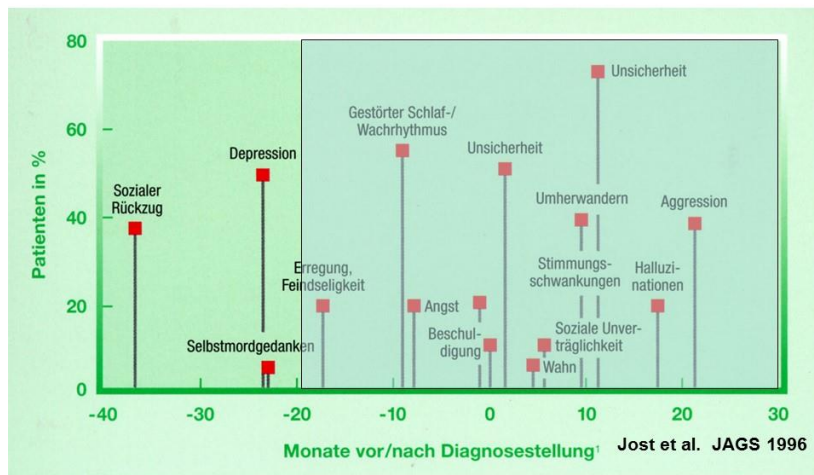 80
60
40
20
0
Patienten in %
Sozialer
Rückzug
Depression
Selbstmordgedanken
Erregung,
Feindseligkeit
Gestörter Schlaf-/
Wachrhythmus
Angst
Beschul-
digung
Unsicherheit
Wahn
Soziale Unver-
träglichkeit
Umherwandern
Stimmungs-
schwankungen
Unsicherheit
Halluzi-
nationen
Aggression
-40
-30
-20
-10
0
10
20
30
Monate vor/nach Diagnosestellung¹
Jost et al. JAGS 1996